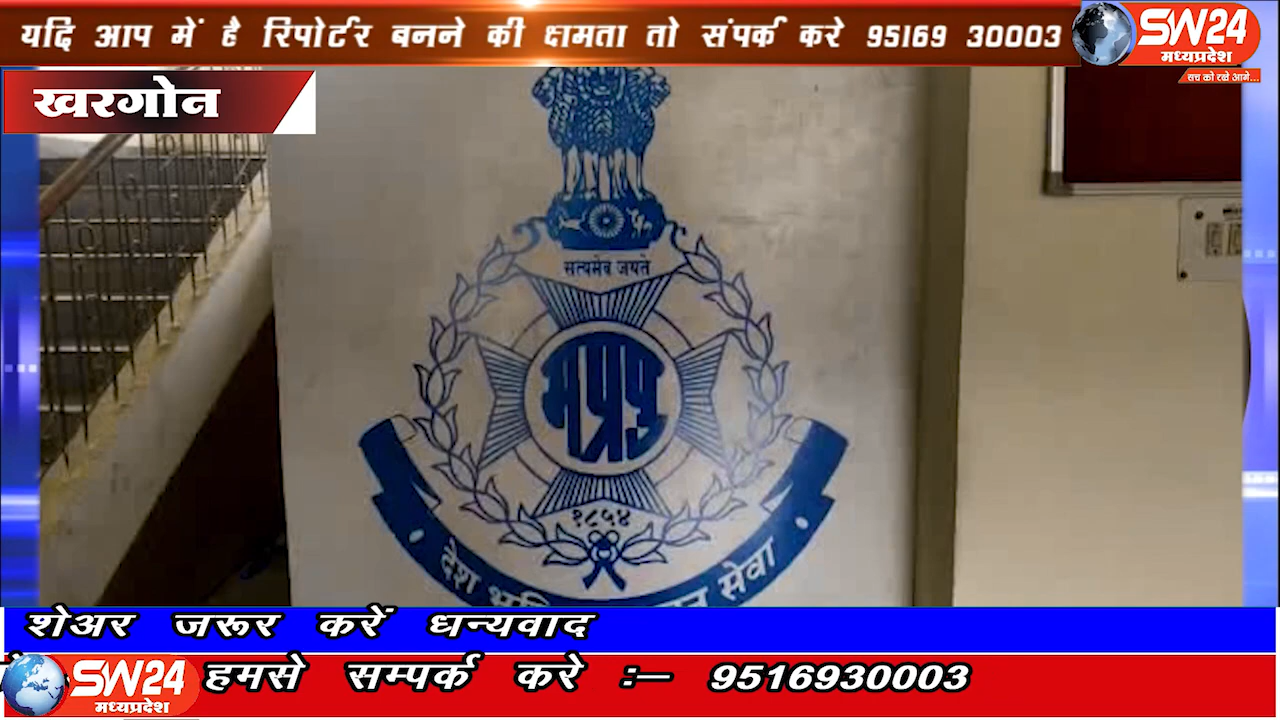 यदि आप में है रिपोर्टर बनने की क्षमता तो संपर्क करे 95169 30003
SW24
मध्यप्रदेश
सच को रखे आगे...
खरगोन
सत्यमेव जयते
मप्रपु
१८५४
देश सेवा
शेअर जरूर करें धन्यवाद
SW24
मध्यप्रदेश
हमसे सम्पर्क करे :- 9516930003